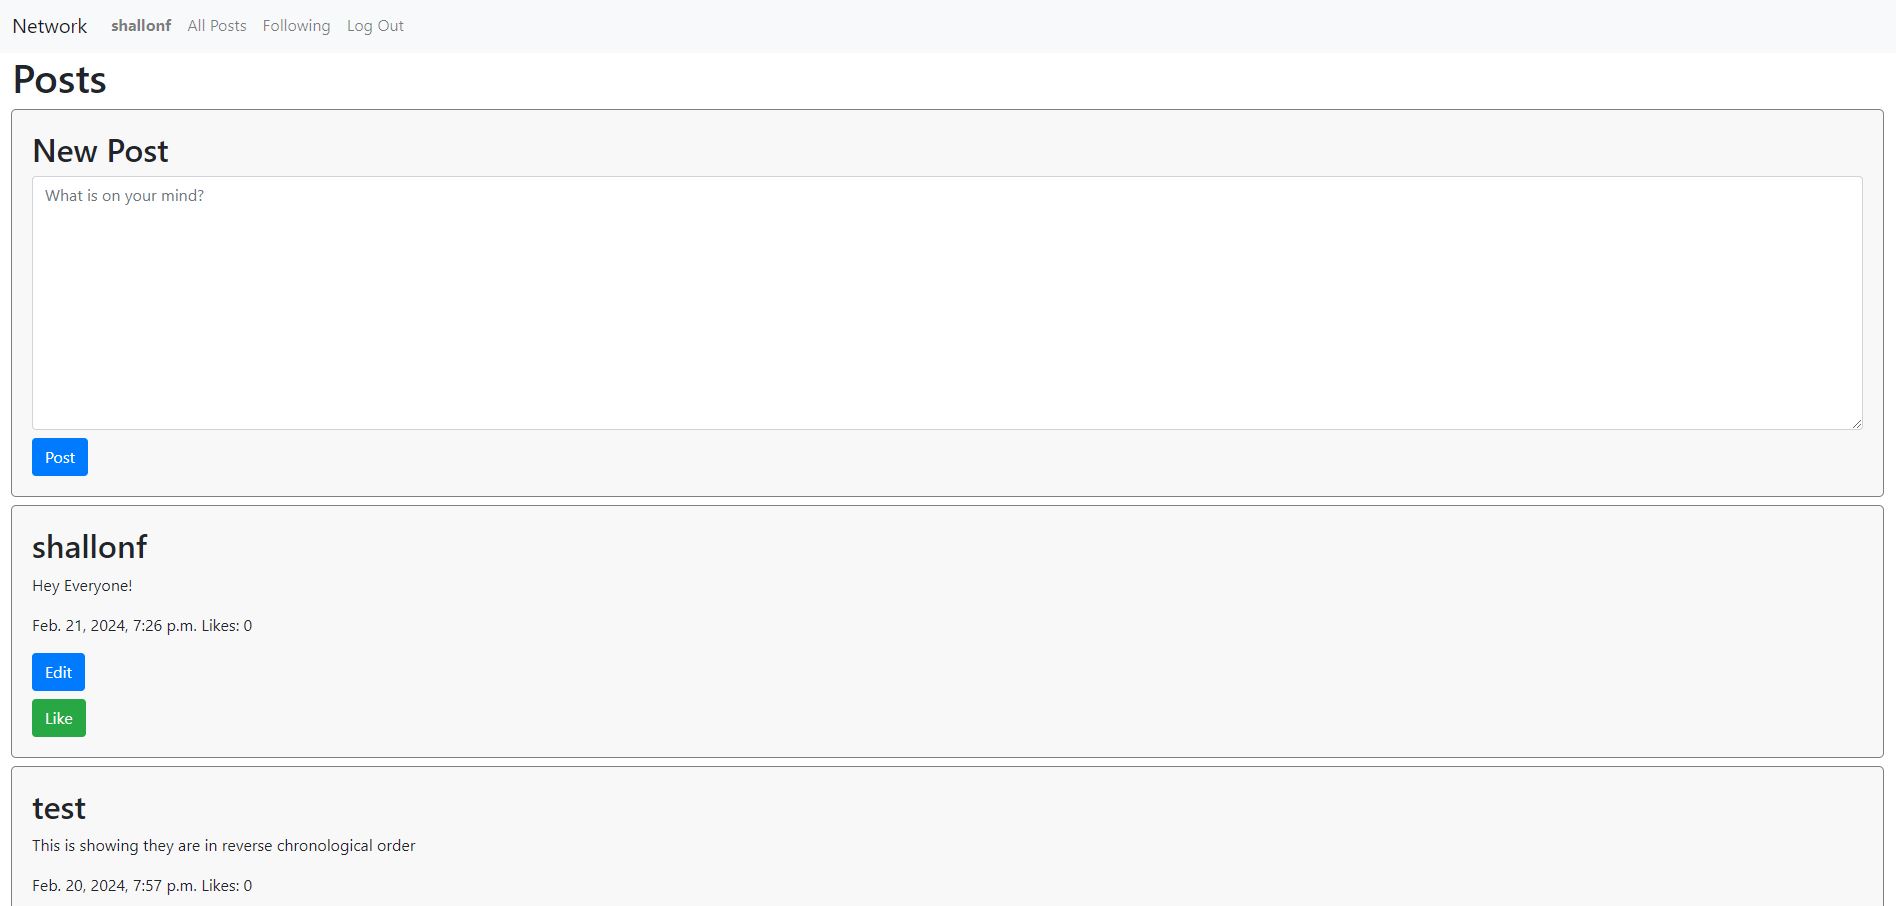 Network shallonf All Posts Following Log Out
Posts
New Post
What is on your mind?
Post
shallonf
Hey Everyone!
Feb. 21, 2024, 7:26 p.m. Likes: 0
Edit
Like
test
This is showing they are in reverse chronological order
Feb. 20, 2024, 7:57 p.m. Likes: 0